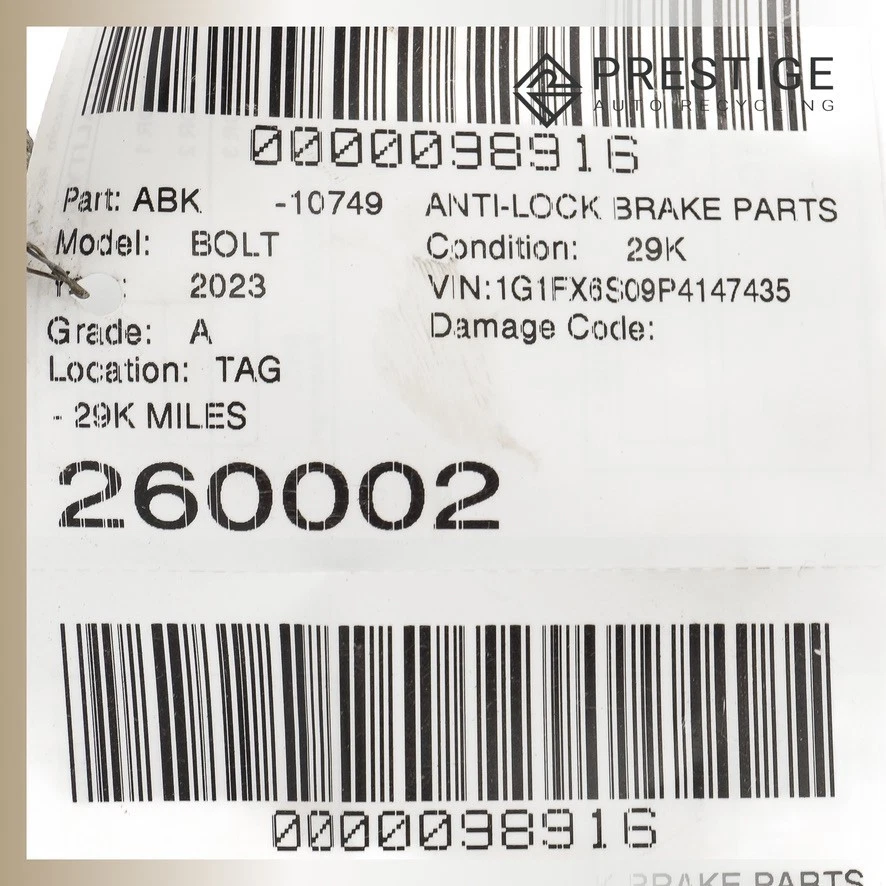 PRESTIGE
AUTO RECYCLING
0000098916
Part: ABK -10749 ANTI-LOCK BRAKE PARTS
Model: BOLT Condition: 29K
2023 VIN:1G1FX6S09P4147435
Grade: A Damage Code:
Location: TAG
- 29K MILES
260002
0000098916
K BRAKE PARTS